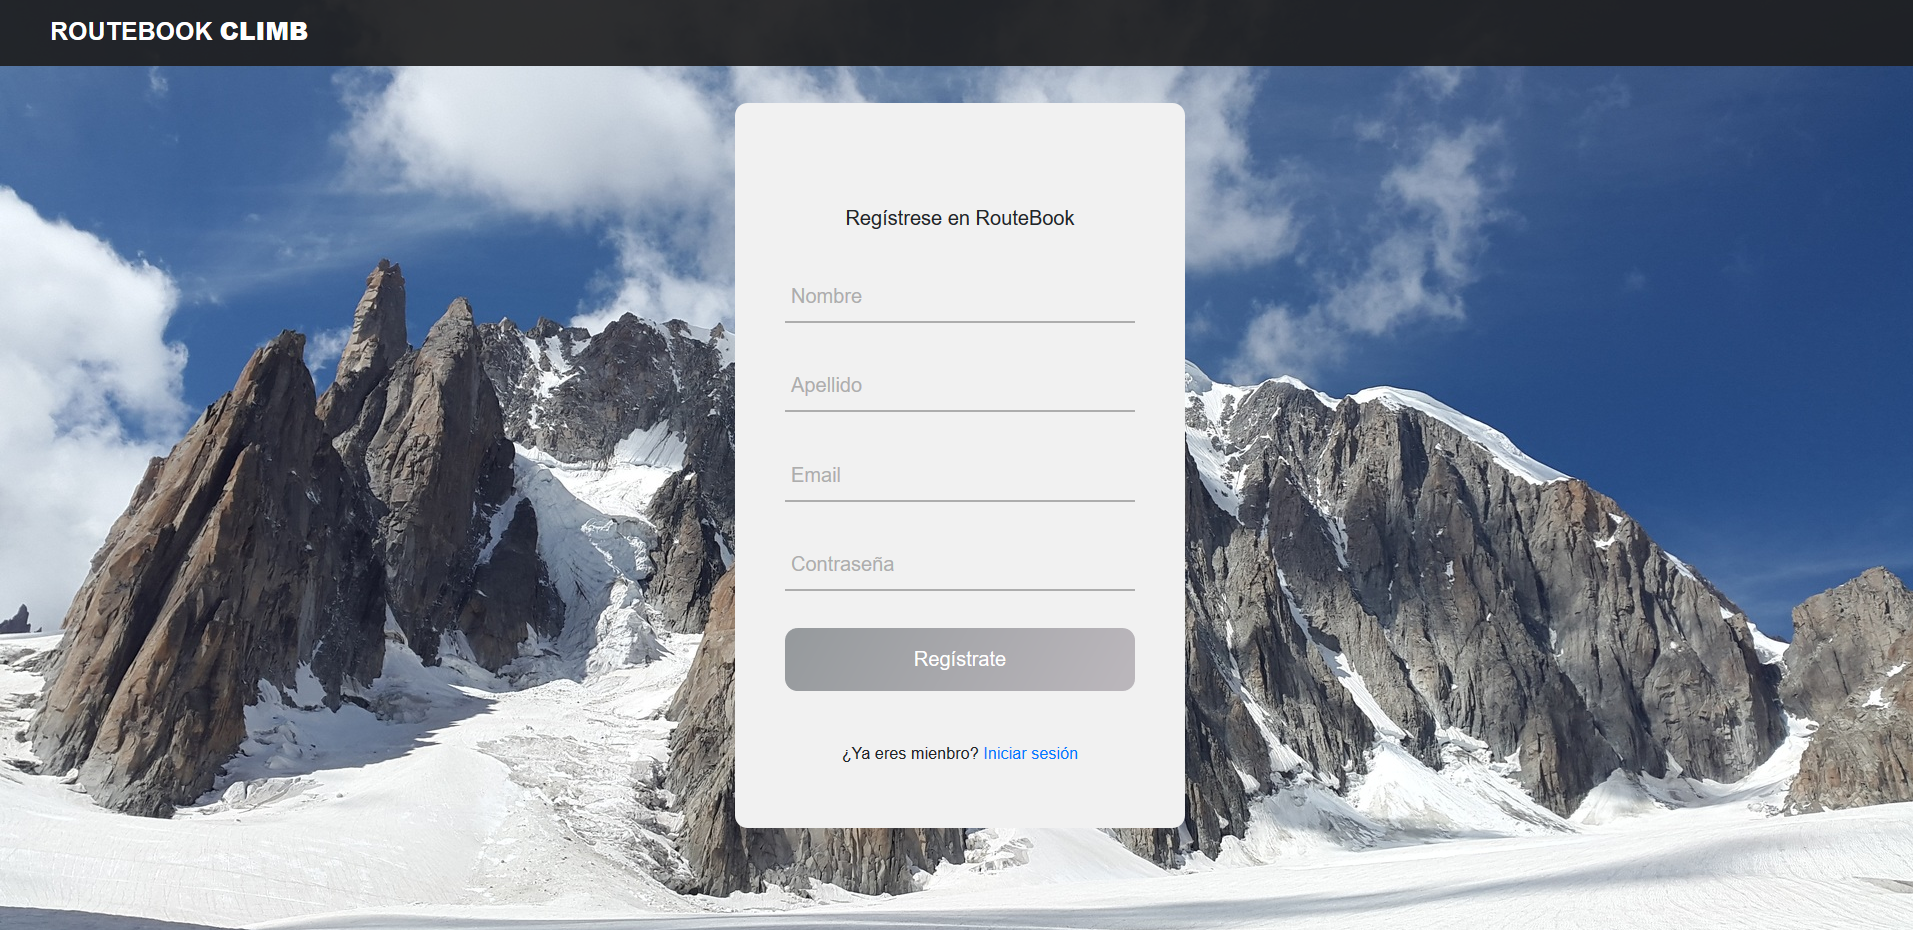 ROUTEBOOK CLIMB
Regístrese en RouteBook
Nombre
Apellido
Email
Contraseña
Regístrate
¿Ya eres mienbro? Iniciar sesión